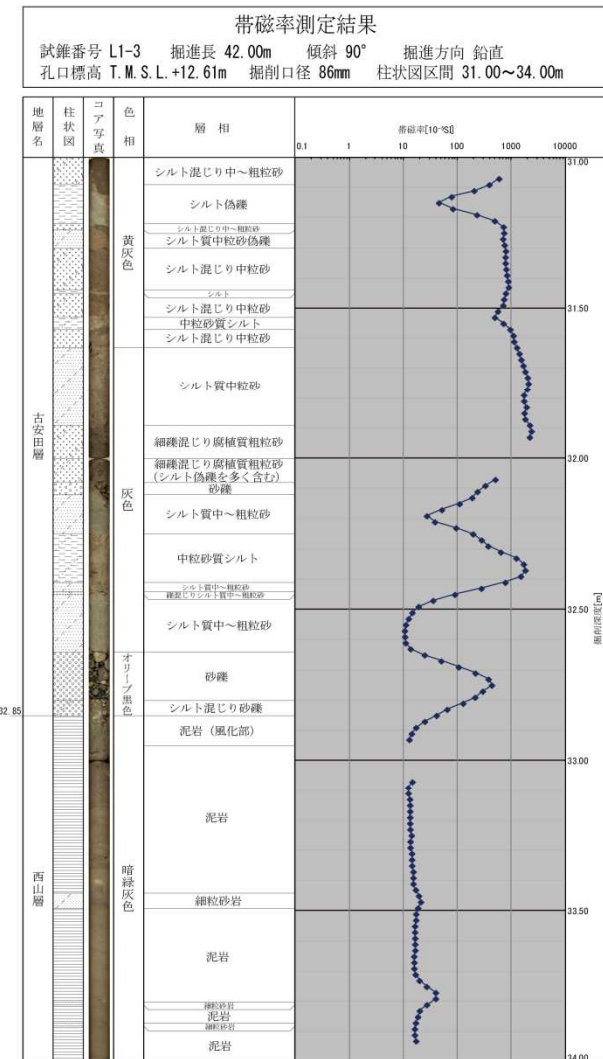 帯磁率測定結果
試錐番号 L1-3 掘進長 42.00m 傾斜 90° 掘進方向 鉛直
孔口標高 T.M.S.L.+12.61m 掘削口径 86mm 柱状図区間 31.00～34.00m
地層名 柱状図 コア写真 色相 層相
帯磁率[10⁻⁵SI]
0.1 1 10 100 1000 10000
31.00
シルト混じり中～粗粒砂
シルト偽礫
シルト混じり中～粗粒砂
シルト質中粒砂偽礫
黄灰色
シルト混じり中粒砂
シルト
31.50
シルト混じり中粒砂
中粒砂質シルト
シルト混じり中粒砂
シルト質中粒砂
古安田層
細礫混じり腐植質粗粒砂
32.00
細礫混じり腐植質粗粒砂
(シルト偽礫を多く含む)
砂礫
灰色
シルト質中～粗粒砂
中粒砂質シルト
シルト質中～粗粒砂
細礫混じりシルト質中～粗粒砂
32.50
掘削深度[m]
シルト質中～粗粒砂
オリーブ黒色
砂礫
シルト混じり砂礫
32.85
泥岩（風化部）
33.00
泥岩
暗緑灰色
西山層
細粒砂岩
33.50
泥岩
細粒砂岩
泥岩
細粒砂岩
泥岩
34.00